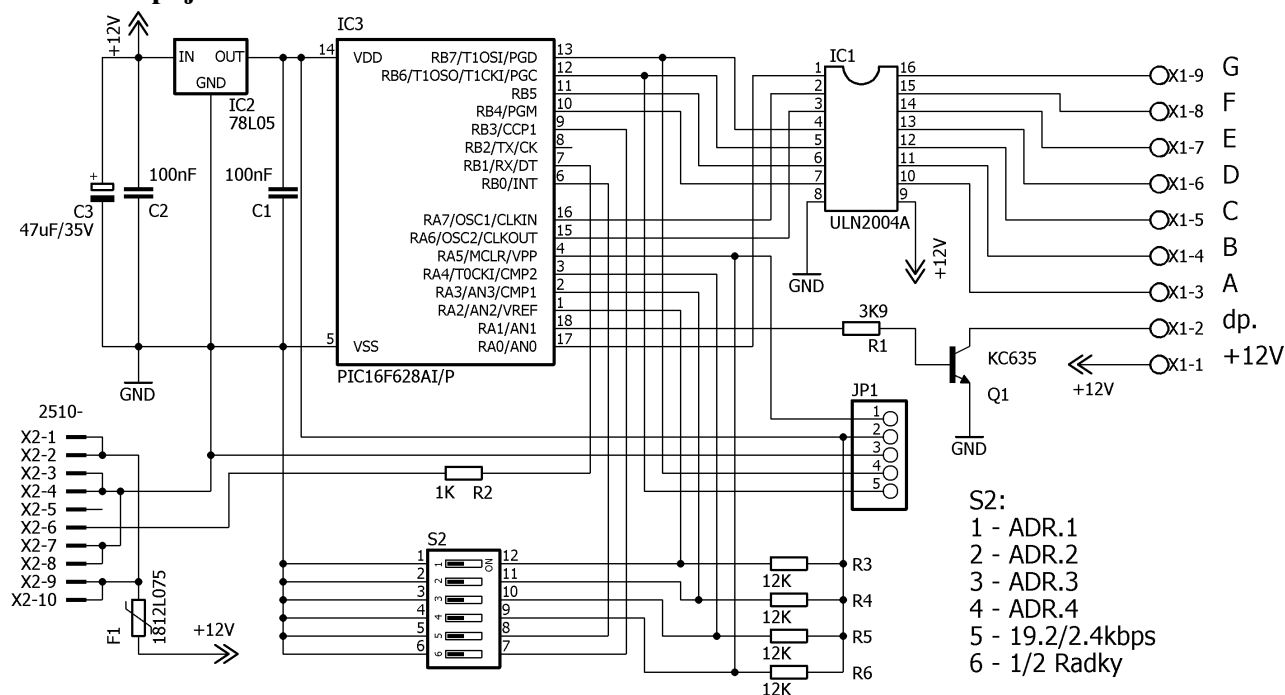 +12V
IN OUT
GND
IC2
78L05
IC3
14 VDD
5 VSS
RB7/T1OSI/PGD 13
RB6/T1OSO/T1CKI/PGC 12
RB5 11
RB4/PGM 10
RB3/CCP1 9
RB2/TX/CK 8
RB1/RX/DT 7
RB0/INT 6
RA7/OSC1/CLKIN 16
RA6/OSC2/CLKOUT 15
RA5/MCLR/VPP 4
RA4/T0CKI/CMP2 3
RA3/AN3/CMP1 2
RA2/AN2/VREF 1
RA1/AN1 18
RA0/AN0 17
PIC16F628AI/P
+
C3
47uF/35V
100nF
C2
100nF
C1
GND
IC1
1 16
2 15
3 14
4 13
5 12
6 11
7 10
8 9
ULN2004A
GND
+12V
X1-9 G
X1-8 F
X1-7 E
X1-6 D
X1-5 C
X1-4 B
X1-3 A
X1-2 dp.
X1-1 +12V
3K9
R1
KC635
Q1
+12V
GND
JP1
1
2
3
4
5
2510-
X2-1
X2-2
X2-3
X2-4
X2-5
X2-6
X2-7
X2-8
X2-9
X2-10
1K R2
F1
1812L075
+12V
S2
ON
1 1 12
2 2 11
3 3 10
4 4 9
5 5 8
6 6 7
12K R3
12K R4
12K R5
12K R6
S2:
1 - ADR.1
2 - ADR.2
3 - ADR.3
4 - ADR.4
5 - 19.2/2.4kbps
6 - 1/2 Radky